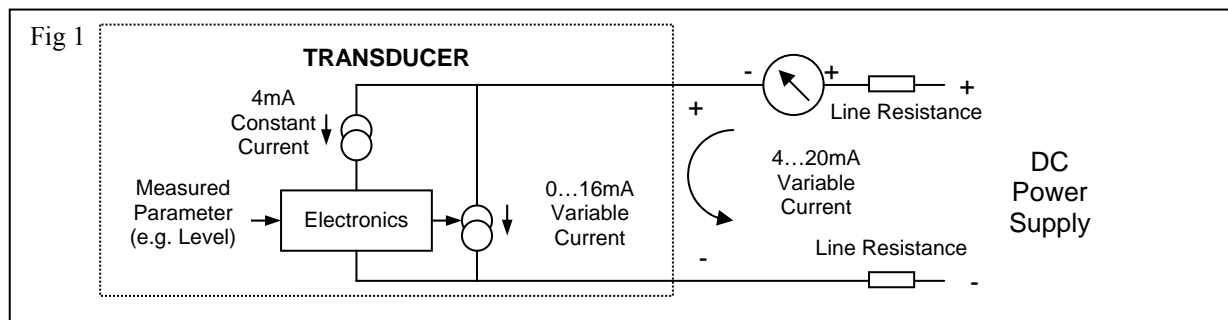 Fig 1
TRANSDUCER
4mA
Constant
Current
Measured
Parameter
(e.g. Level)
Electronics
0…16mA
Variable
Current
-
+
+
Line Resistance
+
4…20mA
Variable
Current
-
Line Resistance
-
DC
Power
Supply